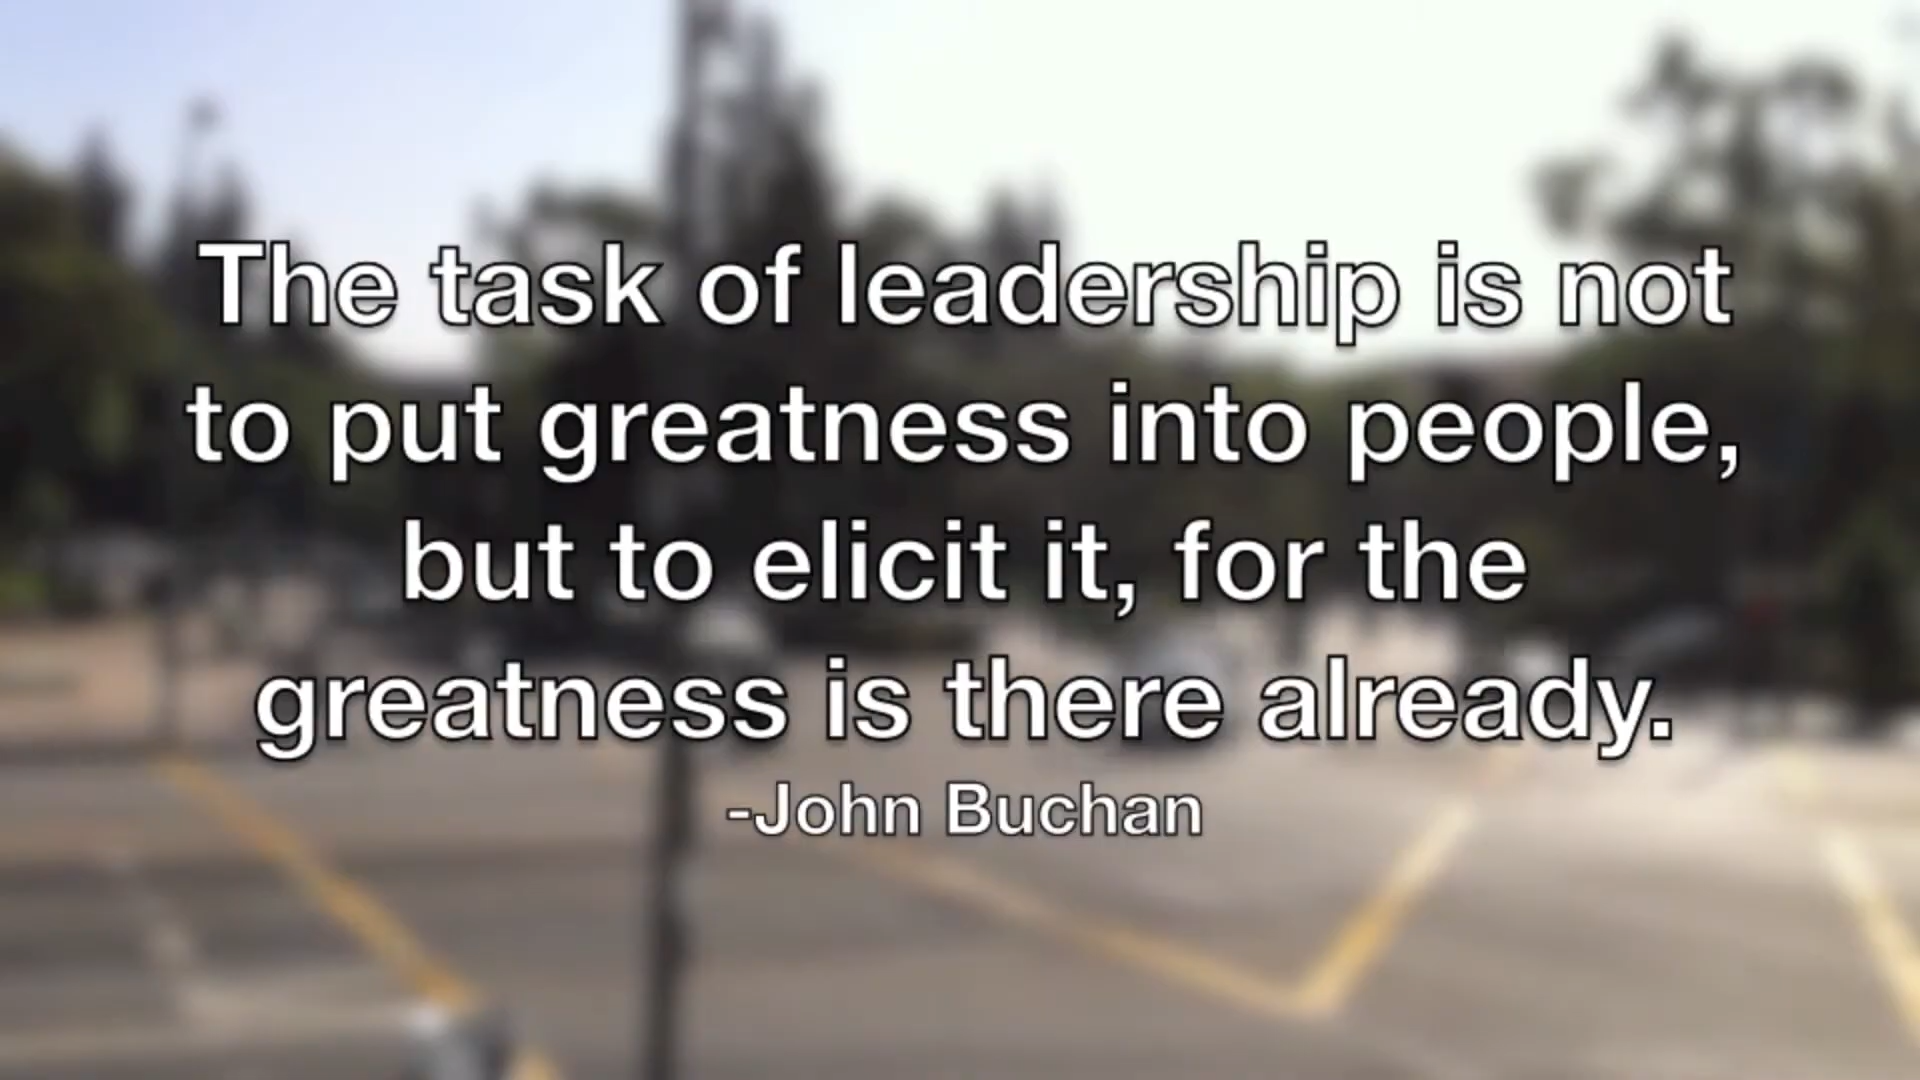 The task of leadership is not
to put greatness into people,
but to elicit it, for the
greatness is there already.
-John Buchan